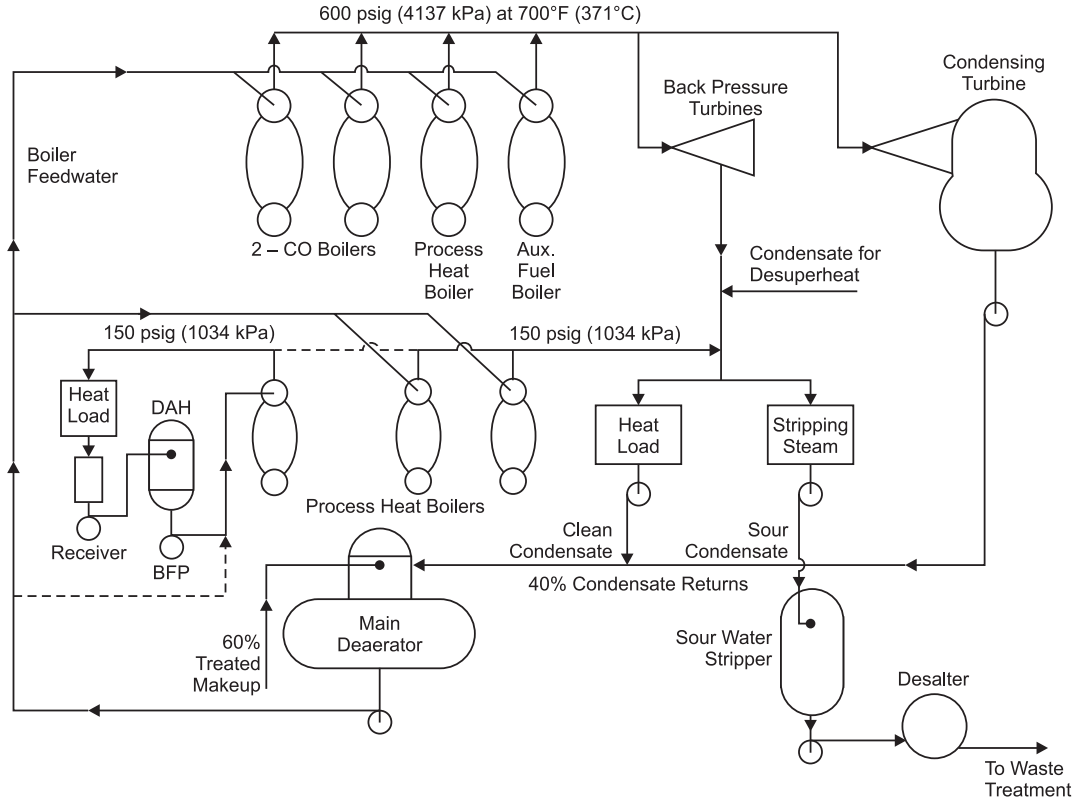 600 psig (4137 kPa) at 700°F (371°C)
Condensing
Turbine
Back Pressure
Turbines
Boiler
Feedwater
2 – CO Boilers
Process
Heat
Boiler
Aux.
Fuel
Boiler
Condensate for
Desuperheat
150 psig (1034 kPa)
150 psig (1034 kPa)
Heat
Load
DAH
Heat
Load
Stripping
Steam
Process Heat Boilers
Receiver
BFP
Clean
Condensate
Sour
Condensate
40% Condensate Returns
Main
Deaerator
60%
Treated
Makeup
Sour Water
Stripper
Desalter
To Waste
Treatment